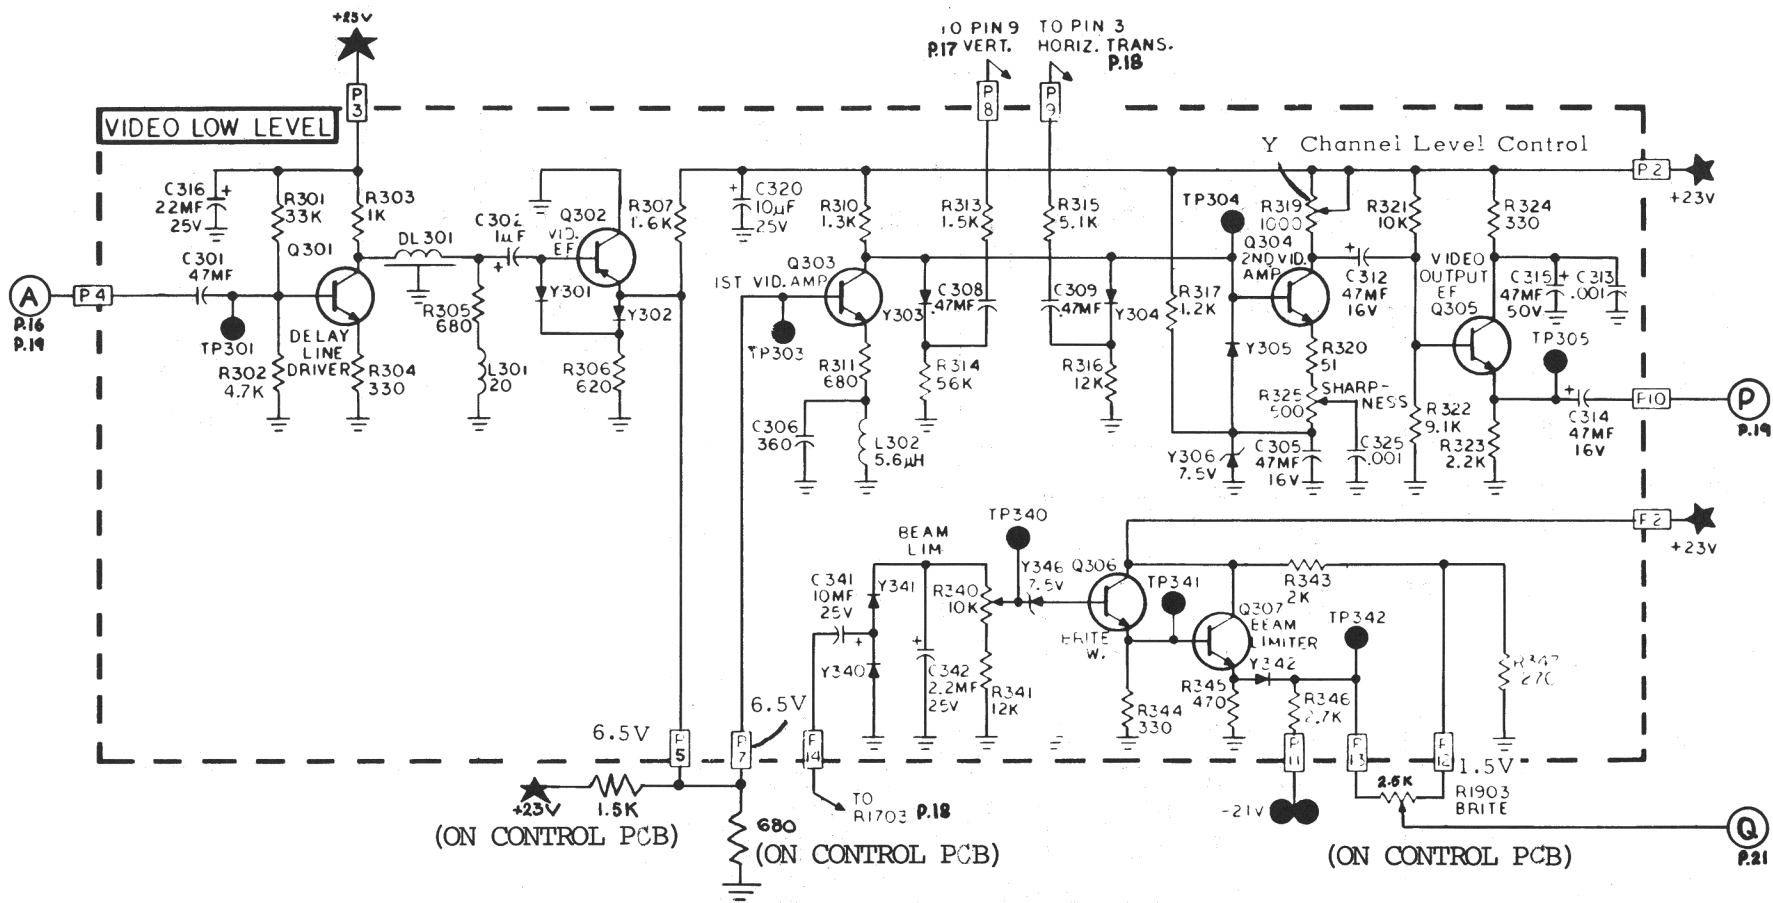 +23V
TO PIN 9
P.17 VERT.
TO PIN 3
HORIZ. TRANS.
P.18
P3
P8
P9
VIDEO LOW LEVEL
Y Channel Level Control
P2
+23V
C316
22MF
25V
+
R301
33K
R303
1K
Q301
DL301
C302
1µF
+
Q302
VID.
EF
R307
1.6K
+
C320
10µF
25V
R310
1.3K
R313
1.5K
R315
5.1K
TP304
R319
1000
R321
10K
R324
330
C301
47MF
A
P.16
P.19
P4
TP301
DELAY
LINE
DRIVER
R302
4.7K
R304
330
R305
680
L301
20
Y301
Y302
R306
620
Q303
1ST VID. AMP
TP303
Y303
C308
.47MF
C309
.47MF
Y304
R311
680
R314
56K
R316
12K
C306
360
L302
5.6µH
R317
1.2K
Q304
2ND VID.
AMP
+
C312
47MF
16V
VIDEO
OUTPUT
EF
Q305
C315
47MF
50V
+
C313
.001
TP305
Y305
R320
51
R325
500
SHARP-
NESS
Y306
7.5V
C305
47MF
16V
C325
.001
R322
9.1K
R323
2.2K
+
C314
47MF
16V
P10
P
P.19
BEAM
LIM.
TP340
C341
10MF
25V
+
Y341
Y340
R340
10K
Y346
7.5V
Q306
TP341
+
C342
2.2MF
25V
R341
12K
BRITE
W.
R344
330
Q307
BEAM
LIMITER
R343
2K
TP342
Y342
R345
470
R346
2.7K
R347
270
P2
+23V
6.5V
P5
6.5V
P7
P14
P11
P13
P12
1.5V
+23V
1.5K
(ON CONTROL PCB)
680
(ON CONTROL PCB)
TO
R1703 P.18
-21V
2.5K
R1903
BRITE
(ON CONTROL PCB)
Q
P.21